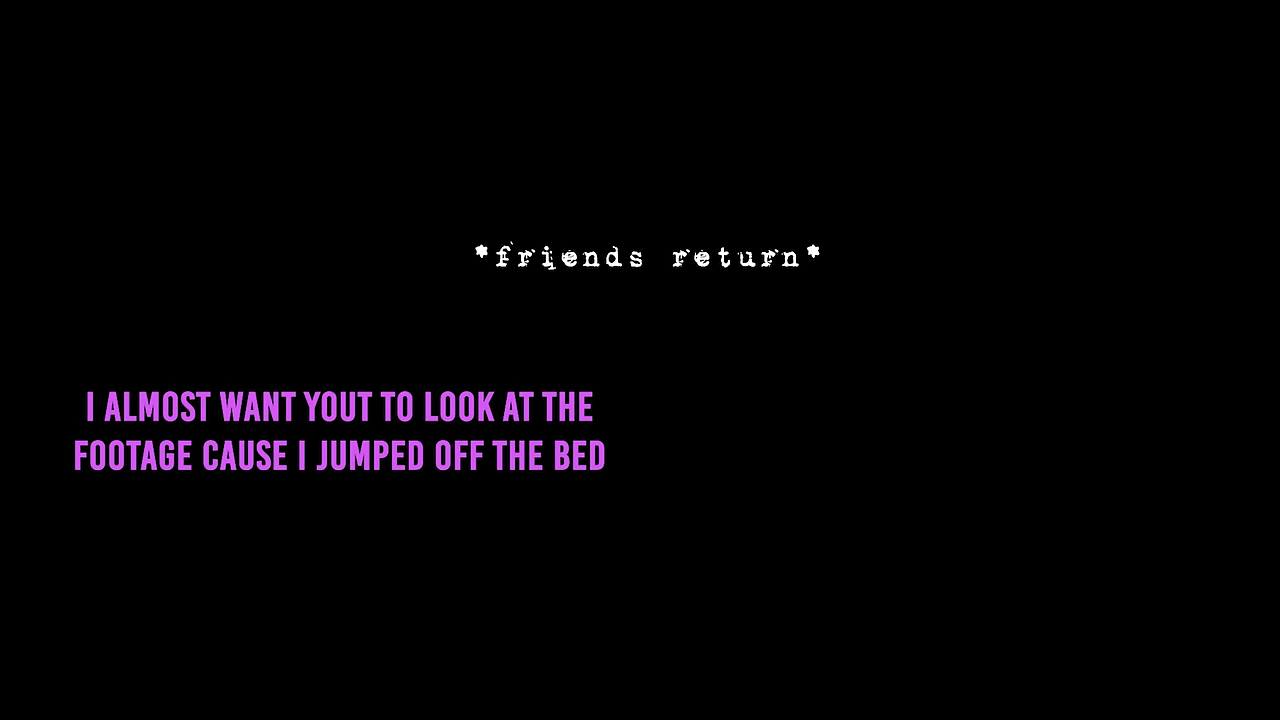 *friends return*
I ALMOST WANT YOUT TO LOOK AT THE
FOOTAGE CAUSE I JUMPED OFF THE BED